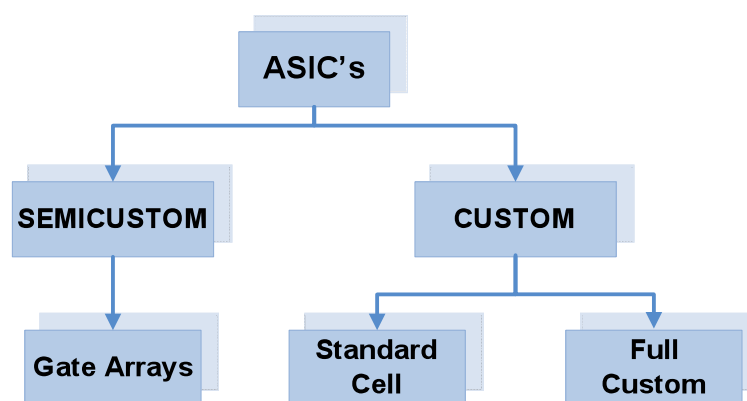 ASIC’s
SEMICUSTOM
CUSTOM
Gate Arrays
Standard
Cell
Full
Custom